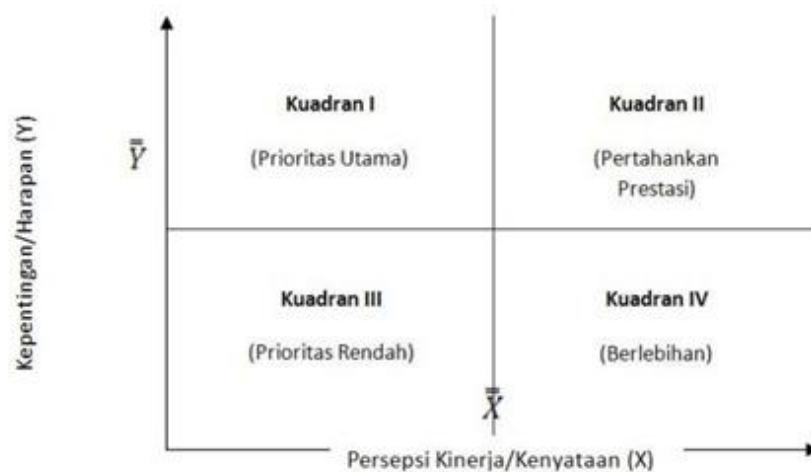 Kepentingan/Harapan (Y)
Kuadran I
(Prioritas Utama)
Kuadran II
(Pertahankan
Prestasi)
Y̿
Kuadran III
(Prioritas Rendah)
Kuadran IV
(Berlebihan)
X̿
Persepsi Kinerja/Kenyataan (X)